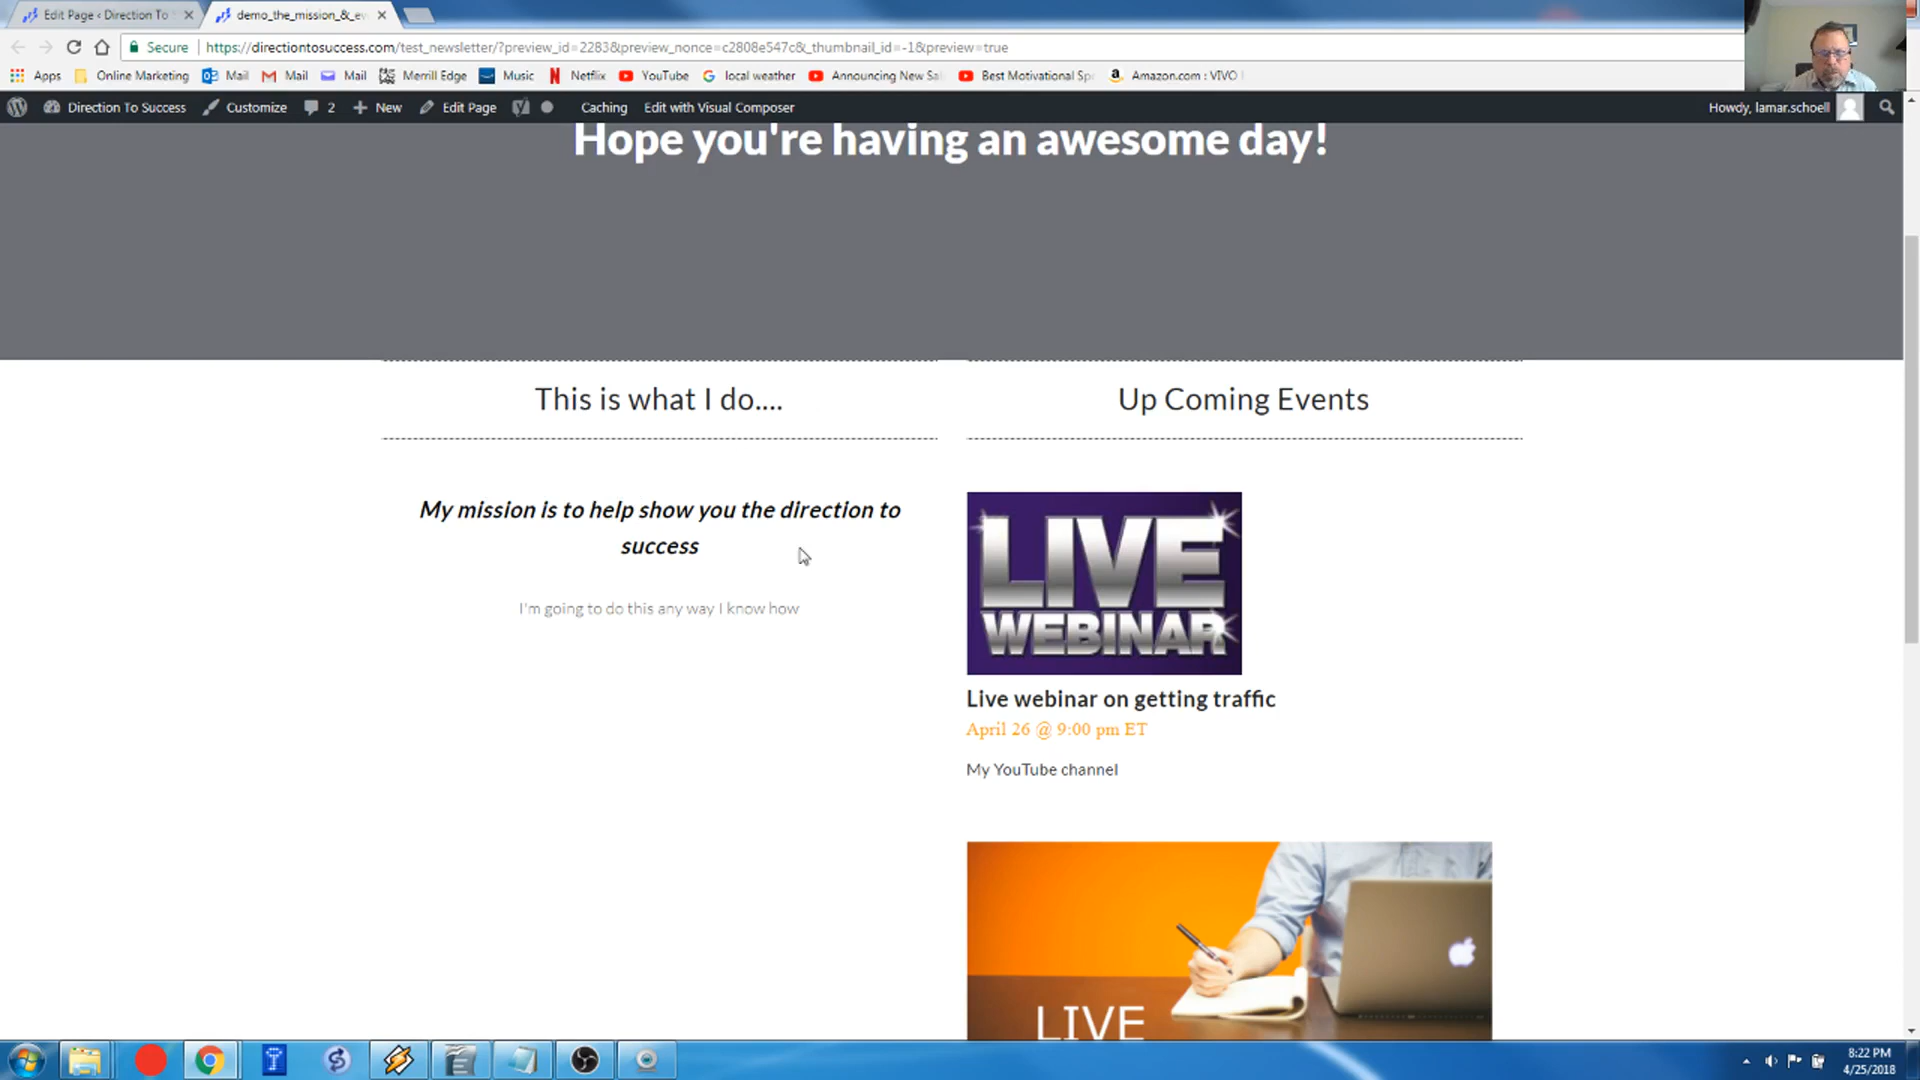 Edit Page ‹ Direction To
demo_the_mission_&_ev
Secure
https://directiontosuccess.com/test_newsletter/?preview_id=2283&preview_nonce=c2808e547c&_thumbnail_id=-1&preview=true
Apps
Online Marketing
Mail
Mail
Mail
Merrill Edge
Music
Netflix
YouTube
local weather
Announcing New Sal
Best Motivational Sp
Amazon.com : VIVO
Direction To Success
Customize
2
New
Edit Page
Caching
Edit with Visual Composer
Howdy, lamar.schoell
Hope you're having an awesome day!
This is what I do....
My mission is to help show you the direction to
success
I'm going to do this any way I know how
Up Coming Events
LIVE
WEBINAR
Live webinar on getting traffic
April 26 @ 9:00 pm ET
My YouTube channel
LIVE
8:22 PM
4/25/2018